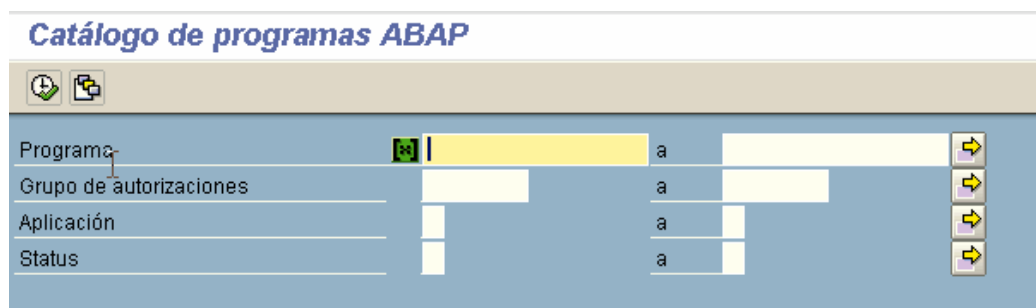 Catálogo de programas ABAP
Programa a
Grupo de autorizaciones a
Aplicación a
Status a